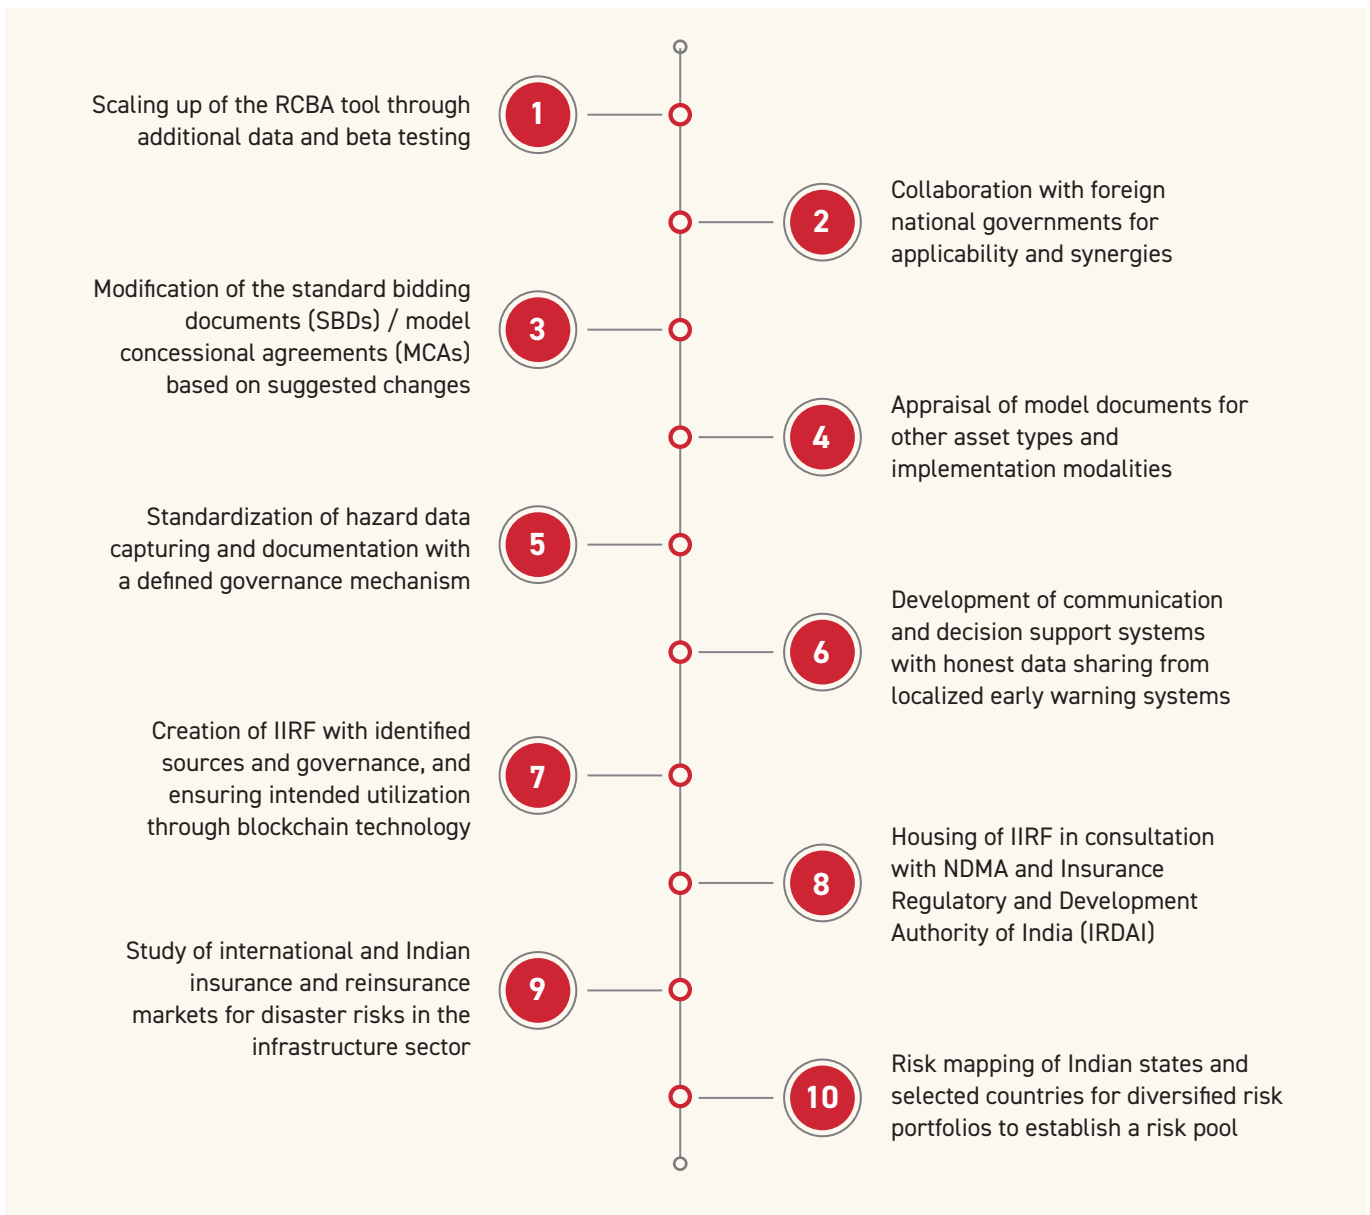 1
Scaling up of the RCBA tool through
additional data and beta testing
2
Collaboration with foreign
national governments for
applicability and synergies
3
Modification of the standard bidding
documents (SBDs) / model
concessional agreements (MCAs)
based on suggested changes
4
Appraisal of model documents for
other asset types and
implementation modalities
5
Standardization of hazard data
capturing and documentation with
a defined governance mechanism
6
Development of communication
and decision support systems
with honest data sharing from
localized early warning systems
7
Creation of IIRF with identified
sources and governance, and
ensuring intended utilization
through blockchain technology
8
Housing of IIRF in consultation
with NDMA and Insurance
Regulatory and Development
Authority of India (IRDAI)
9
Study of international and Indian
insurance and reinsurance
markets for disaster risks in the
infrastructure sector
10
Risk mapping of Indian states and
selected countries for diversified risk
portfolios to establish a risk pool